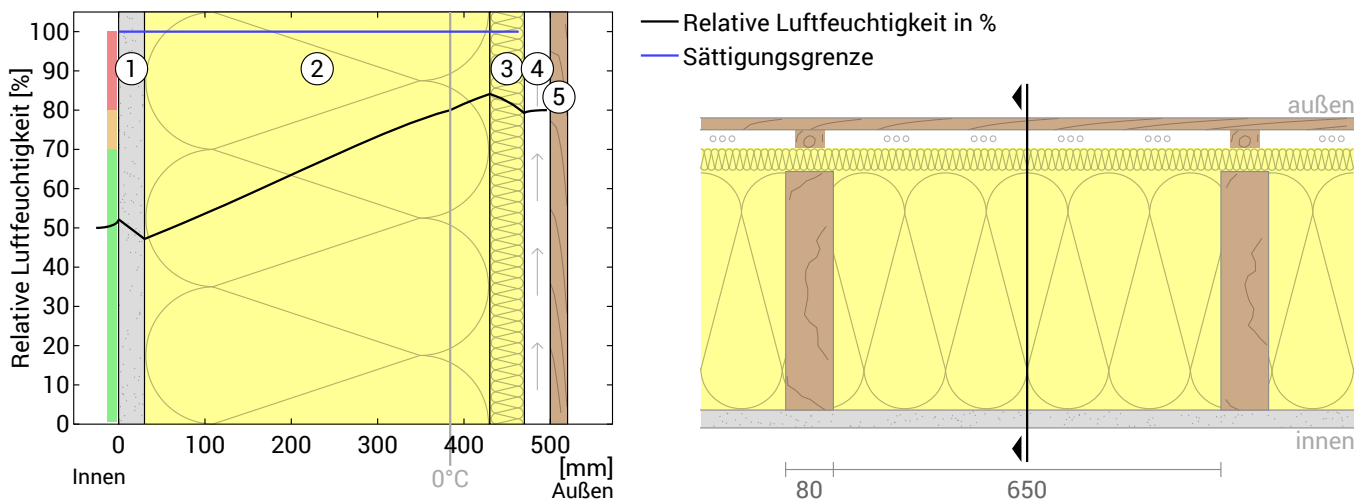 Relative Luftfeuchtigkeit [%]
100
90
80
70
60
50
40
30
20
10
0
1
2
3
4
5
0 100 200 300 400 500
[mm]
Innen
0°C
Außen
Relative Luftfeuchtigkeit in %
Sättigungsgrenze
außen
innen
80
650